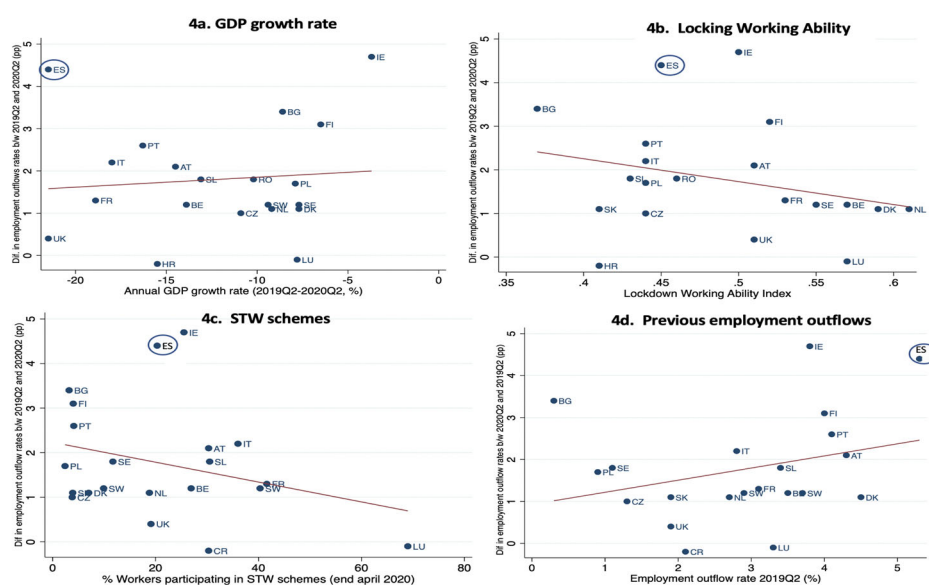 4a. GDP growth rate
Dif. in employment outflows rates b/w 2019Q2 and 2020Q2 (pp)
5
4
3
2
1
0
ES
IE
BG
FI
PT
IT
AT
SL
RO
PL
FR
BE
SW
SE
NL
DK
CZ
UK
HR
LU
-20
-15
-10
-5
0
Annual GDP growth rate (2019Q2-2020Q2, %)
4b. Locking Working Ability
Dif. in employment outflows rates b/w 2019Q2 and 2020Q2 (pp)
5
4
3
2
1
0
IE
ES
BG
FI
PT
IT
AT
SL
PL
RO
FR
SE
BE
SK
CZ
DK
NL
UK
HR
LU
.35
.4
.45
.5
.55
.6
Lockdown Working Ability Index
4c. STW schemes
Dif in employment outflow rates b/w 2019Q2 and 2020Q2 (pp)
5
4
3
2
1
0
IE
ES
BG
FI
PT
IT
AT
PL
SE
SL
FR
DK
SW
NL
BE
SW
CZ
UK
CR
LU
0
20
40
60
80
% Workers participating in STW schemes (end april 2020)
4d. Previous employment outflows
Dif. in employment outflow rates b/w 2020Q2 and 2019Q2 (pp)
5
4
3
2
1
0
IE
ES
BG
FI
PT
IT
AT
PL
SE
SL
CZ
SK
NL
SW
FR
SW
DK
UK
CR
LU
0
1
2
3
4
5
Employment outflow rate 2019Q2 (%)